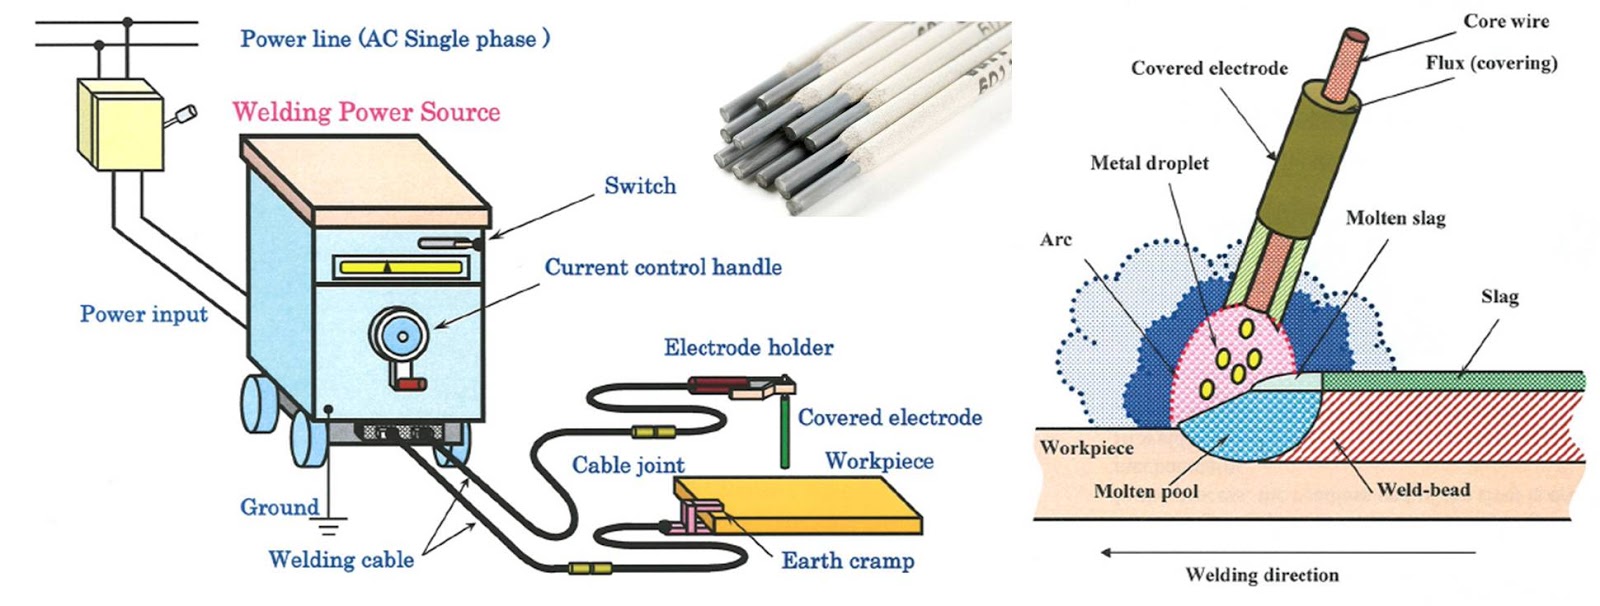 Power line (AC Single phase )
Welding Power Source
Switch
Current control handle
Power input
Electrode holder
Covered electrode
Cable joint
Workpiece
Ground
Welding cable
Earth cramp
Core wire
Flux (covering)
Covered electrode
Metal droplet
Molten slag
Arc
Slag
Workpiece
Molten pool
Weld-bead
Welding direction